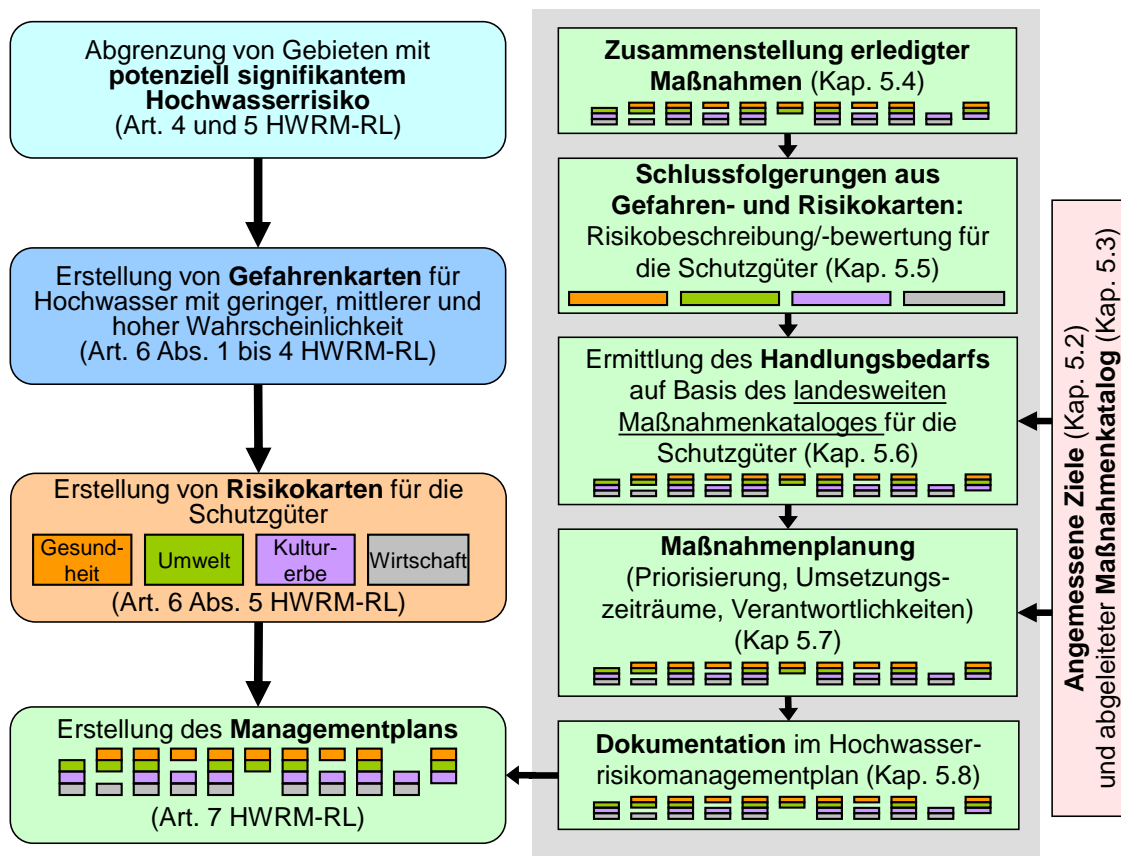 Abgrenzung von Gebieten mit
potenziell signifikantem
Hochwasserrisiko
(Art. 4 und 5 HWRM-RL)
Erstellung von Gefahrenkarten für
Hochwasser mit geringer, mittlerer und
hoher Wahrscheinlichkeit
(Art. 6 Abs. 1 bis 4 HWRM-RL)
Erstellung von Risikokarten für die
Schutzgüter
Gesund-
heit
Umwelt
Kultur-
erbe
Wirtschaft
(Art. 6 Abs. 5 HWRM-RL)
Erstellung des Managementplans
(Art. 7 HWRM-RL)
Zusammenstellung erledigter
Maßnahmen (Kap. 5.4)
Schlussfolgerungen aus
Gefahren- und Risikokarten:
Risikobeschreibung/-bewertung für
die Schutzgüter (Kap. 5.5)
Ermittlung des Handlungsbedarfs
auf Basis des landesweiten
Maßnahmenkataloges für die
Schutzgüter (Kap. 5.6)
Maßnahmenplanung
(Priorisierung, Umsetzungs-
zeiträume, Verantwortlichkeiten)
(Kap 5.7)
Dokumentation im Hochwasser-
risikomanagementplan (Kap. 5.8)
Angemessene Ziele (Kap. 5.2)
und abgeleiteter Maßnahmenkatalog (Kap. 5.3)